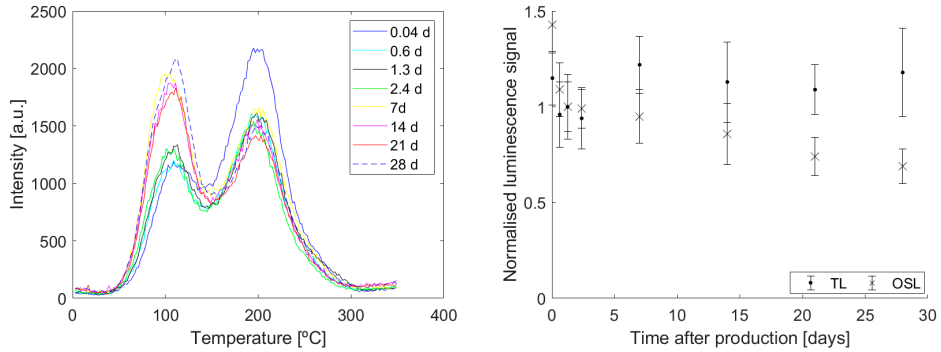 2500
2000
1500
1000
500
0
0
100
200
300
400
Intensity [a.u.]
Temperature [ºC]
0.04 d
0.6 d
1.3 d
2.4 d
7d
14 d
21 d
28 d
1.5
1
0.5
0
0
5
10
15
20
25
30
Normalised luminescence signal
Time after production [days]
TL
OSL